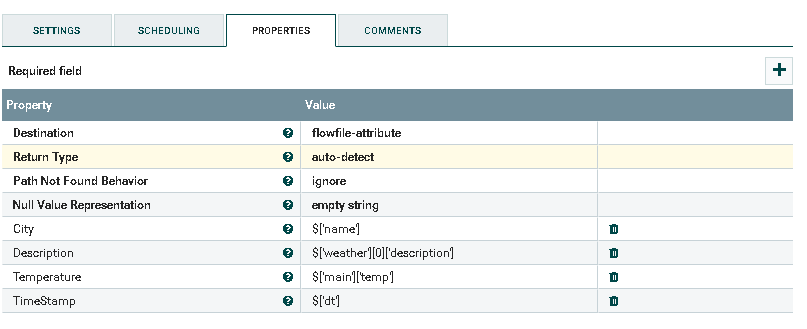 SETTINGS SCHEDULING PROPERTIES COMMENTS
Required field
Property Value
Destination flowfile-attribute
Return Type auto-detect
Path Not Found Behavior ignore
Null Value Representation empty string
City $['name']
Description $['weather'][0]['description']
Temperature $['main']['temp']
TimeStamp $['dt']